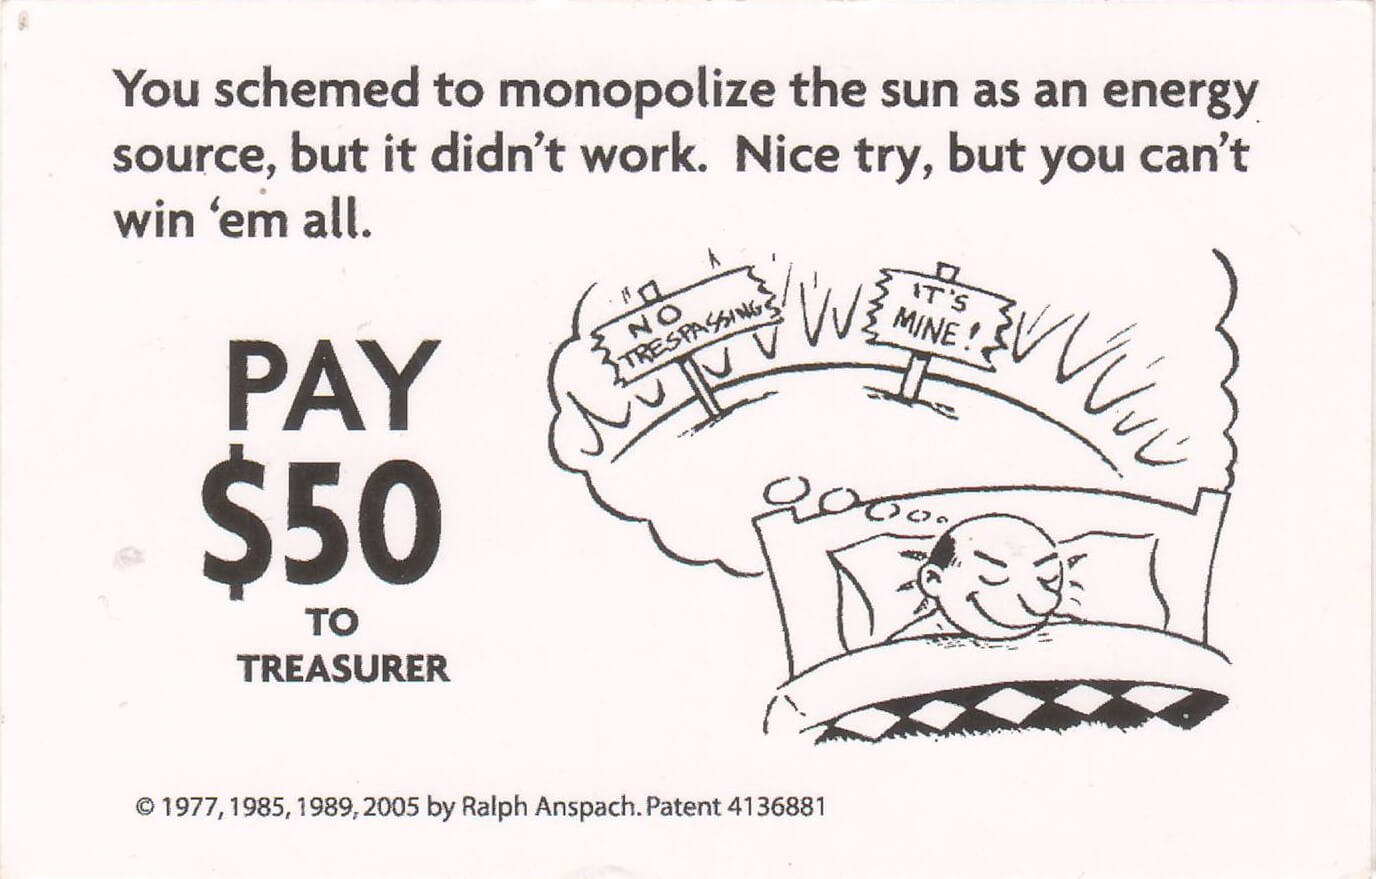 You schemed to monopolize the sun as an energy
source, but it didn't work.  Nice try, but you can't
win ‘em all.
NO
TRESPASSING
IT'S
MINE!
PAY
$50
TO
TREASURER
© 1977, 1985, 1989, 2005 by Ralph Anspach. Patent 4136881